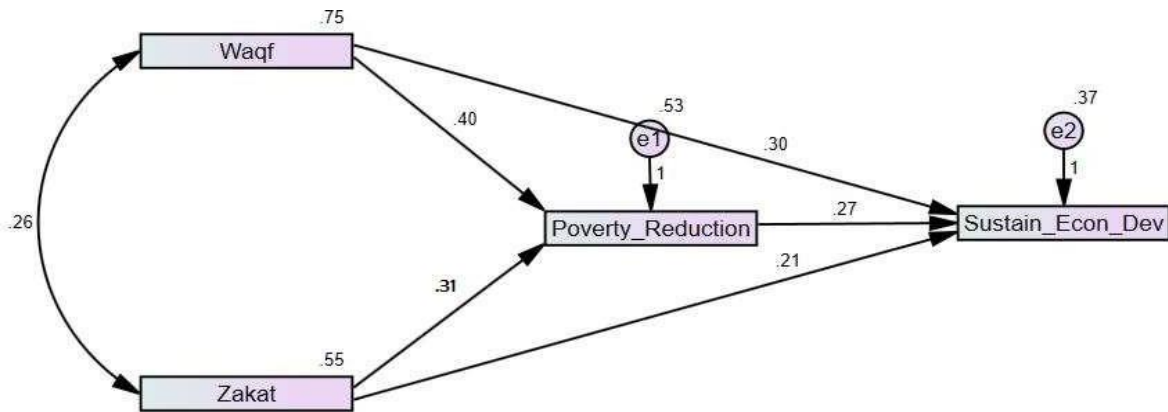 .75
Waqf
.53
.37
e1
e2
.40
.30
1
1
.26
Poverty_Reduction
.27
Sustain_Econ_Dev
.31
.21
.55
Zakat